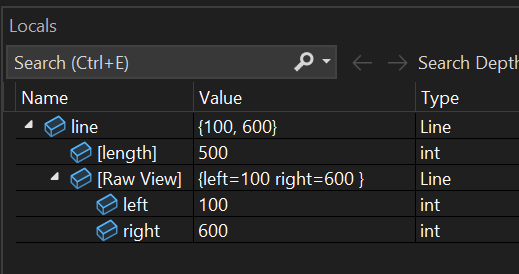 Locals
Search (Ctrl+E) Search Dept
Name Value Type
line {100, 600} Line
[length] 500 int
[Raw View] {left=100 right=600 } Line
left 100 int
right 600 int